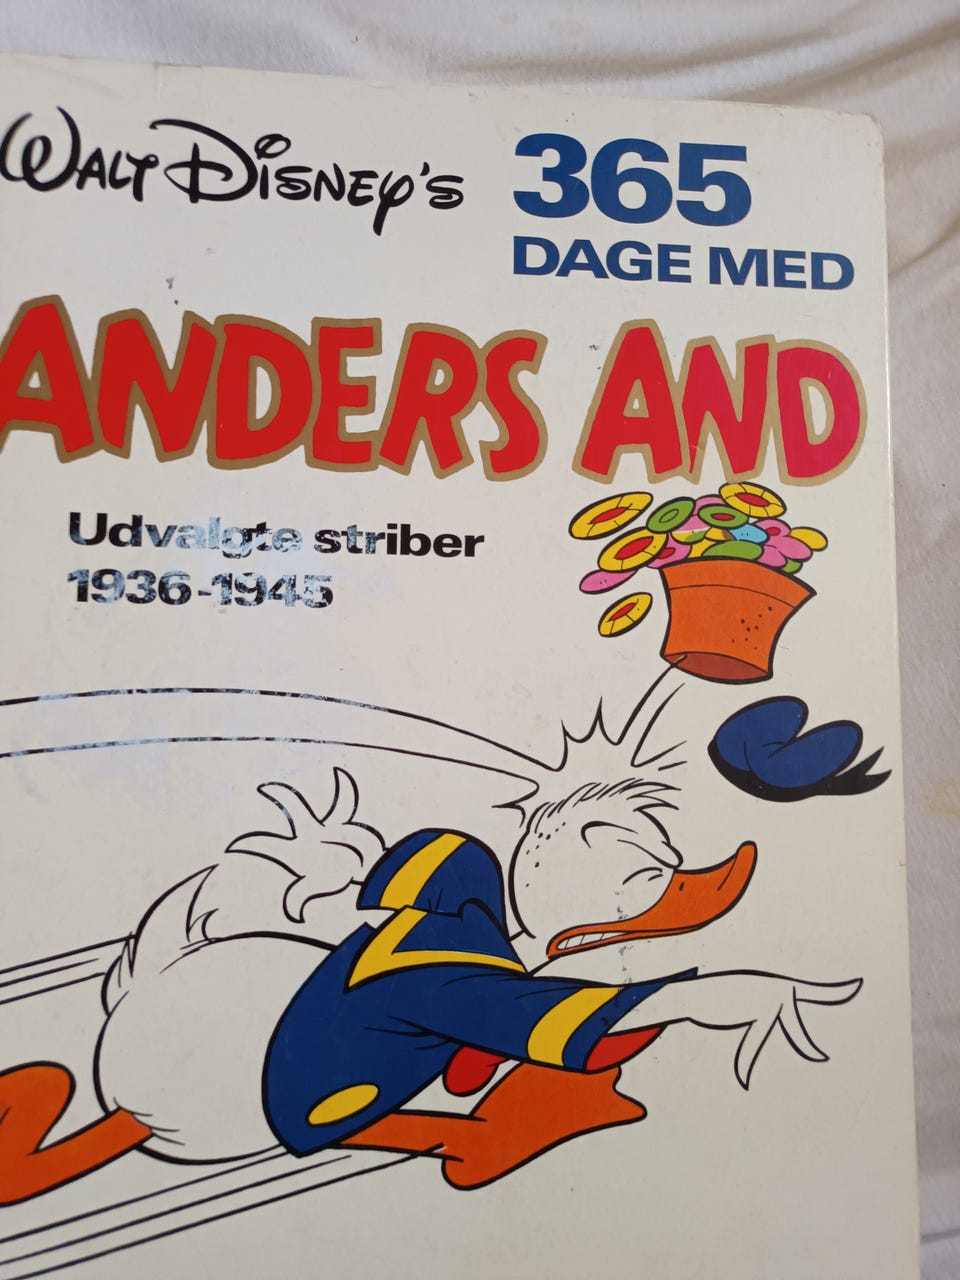 WALT DISNEY'S
365
DAGE MED
ANDERS AND
Udvalgte striber
1936-1945